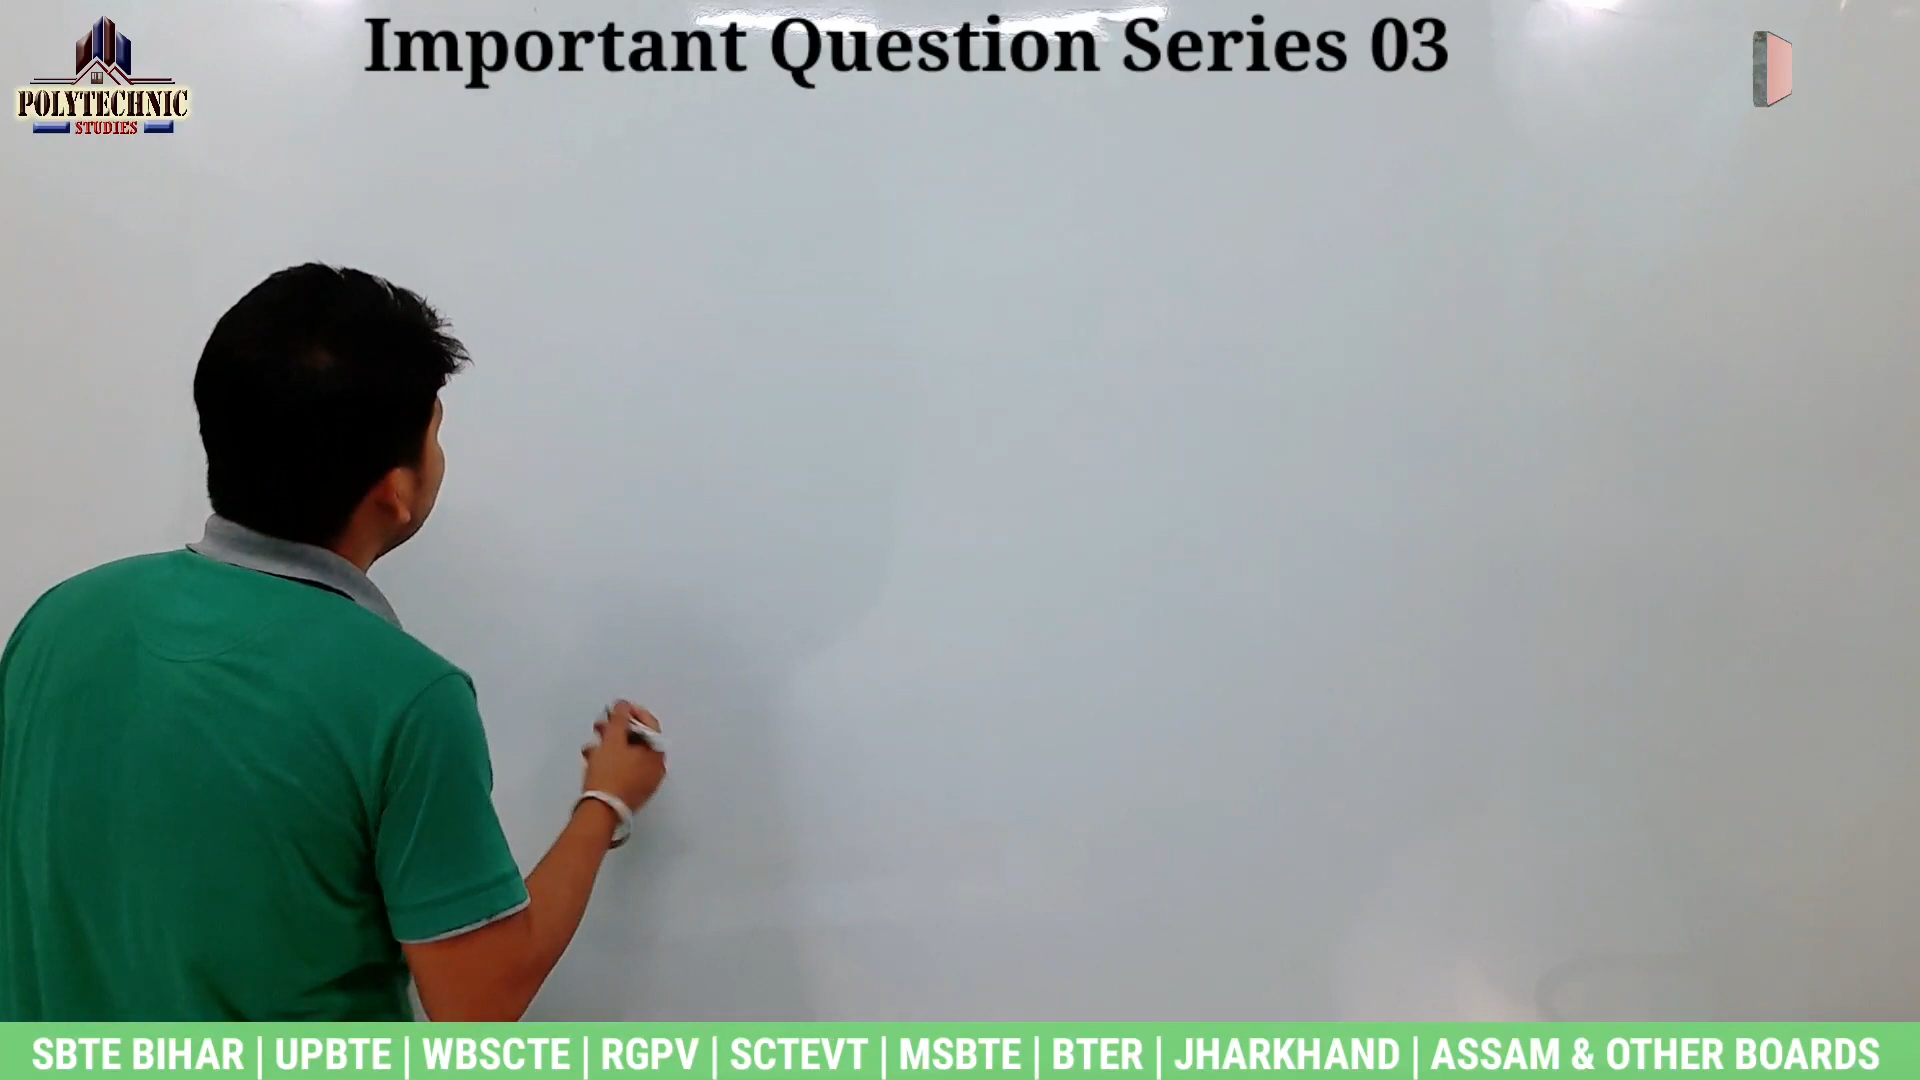 Important Question Series 03
POLYTECHNIC
STUDIES
SBTE BIHAR | UPBTE | WBSCTE | RGPV | SCTEVT | MSBTE | BTER | JHARKHAND | ASSAM & OTHER BOARDS